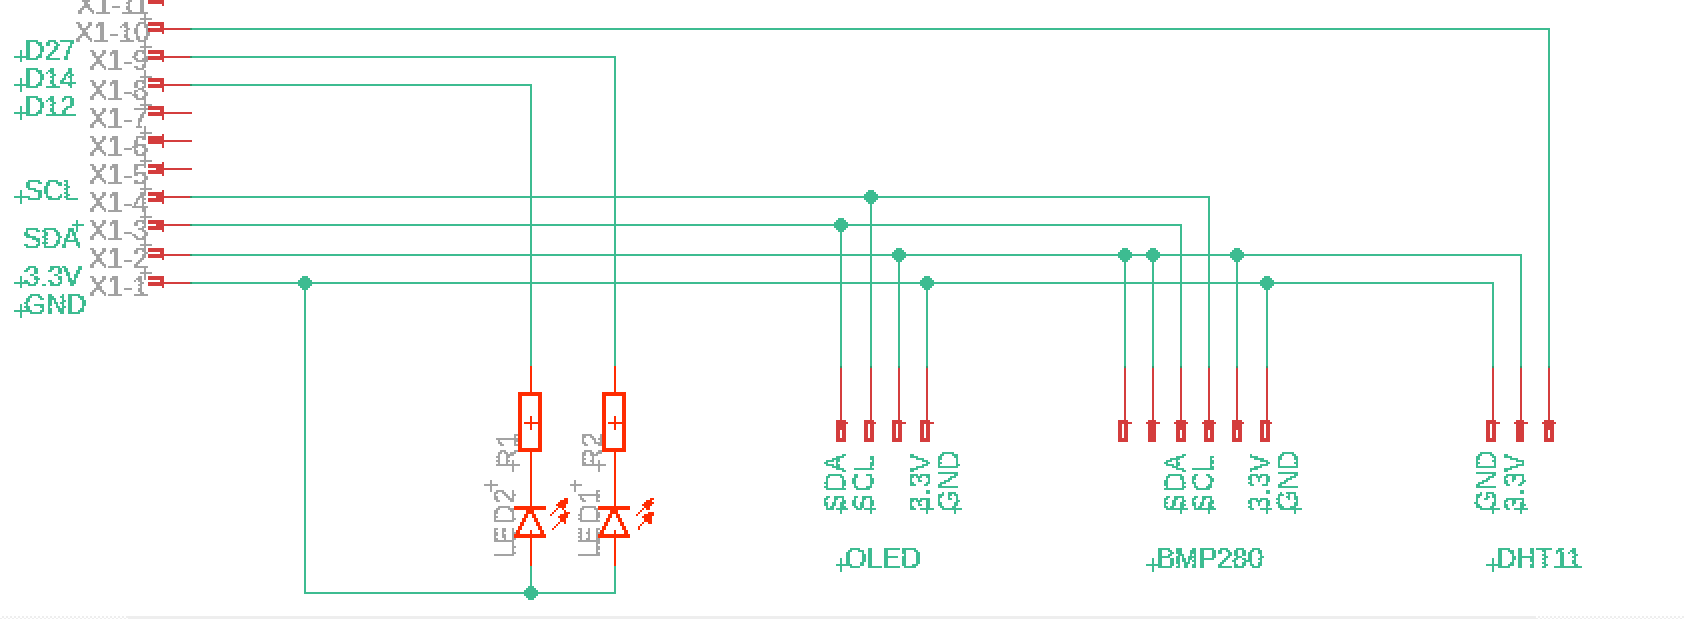 X1-11
X1-10
D27
X1-9
D14
X1-8
D12
X1-7
X1-6
X1-5
SCL
X1-4
SDA
X1-3
X1-2
3.3V
X1-1
GND
R1
R2
LED2
LED1
SDA
SCL
3.3V
GND
SDA
SCL
3.3V
GND
GND
3.3V
OLED
BMP280
DHT11